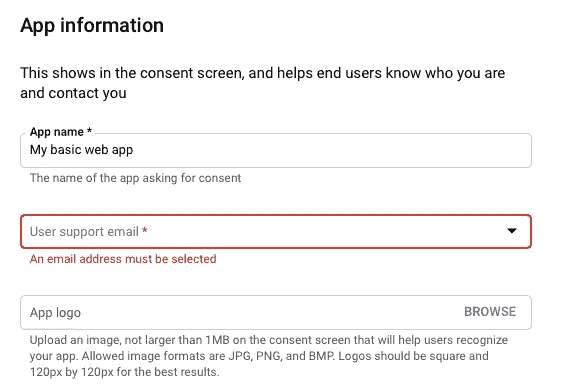 App information
This shows in the consent screen, and helps end users know who you are
and contact you
App name *
My basic web app
The name of the app asking for consent
User support email *
An email address must be selected
App logo
BROWSE
Upload an image, not larger than 1MB on the consent screen that will help users recognize
your app. Allowed image formats are JPG, PNG, and BMP. Logos should be square and
120px by 120px for the best results.